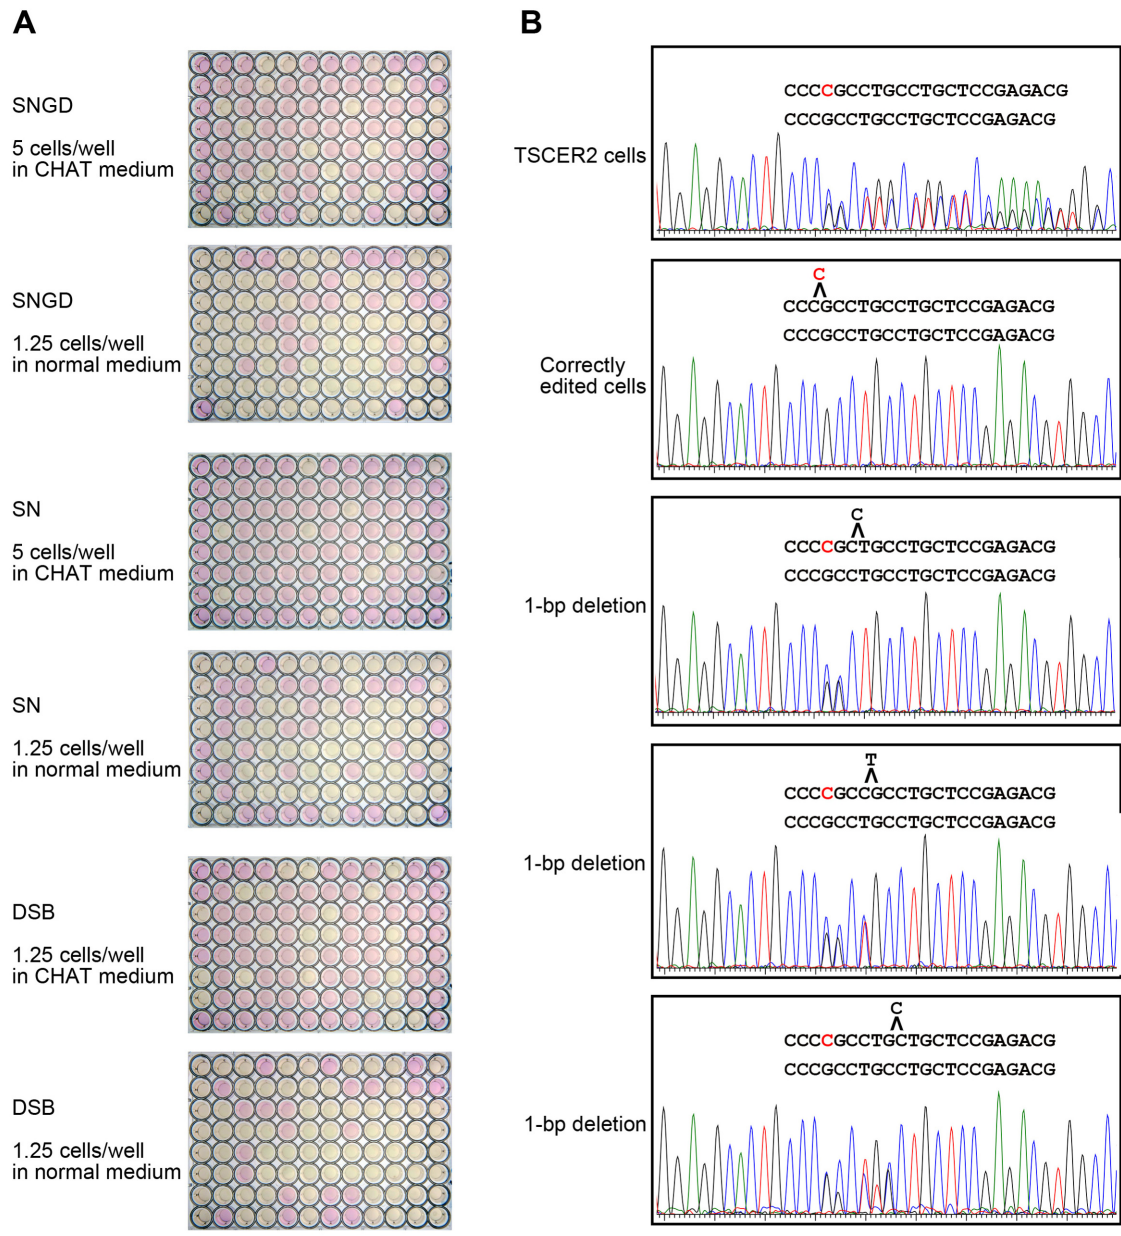 A
SNGD
5 cells/well
in CHAT medium
SNGD
1.25 cells/well
in normal medium
SN
5 cells/well
in CHAT medium
SN
1.25 cells/well
in normal medium
DSB
1.25 cells/well
in CHAT medium
DSB
1.25 cells/well
in normal medium
B
TSCER2 cells
CCCCGCCTGCCTGCTCCGAGACG
CCCGCCTGCCTGCTCCGAGACG
Correctly
edited cells
C
CCCGCCTGCCTGCTCCGAGACG
CCCGCCTGCCTGCTCCGAGACG
1-bp deletion
C
CCCCGCTGCCTGCTCCGAGACG
CCCGCCTGCCTGCTCCGAGACG
1-bp deletion
T
CCCCGCCGCCTGCTCCGAGACG
CCCGCCTGCCTGCTCCGAGACG
1-bp deletion
C
CCCCGCCTGCTGCTCCGAGACG
CCCGCCTGCCTGCTCCGAGACG